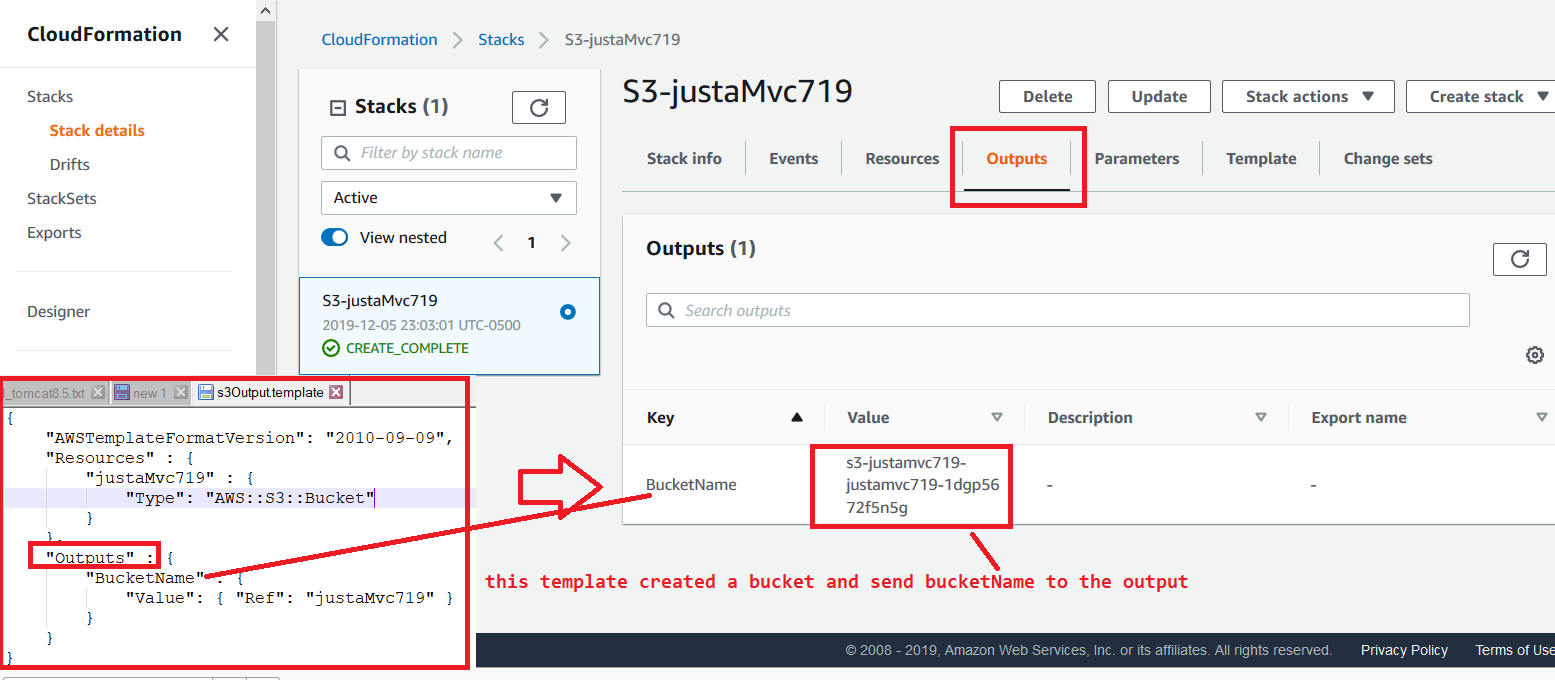 CloudFormation
Stacks
Stack details
Drifts
StackSets
Exports
Designer
CloudFormation > Stacks > S3-justaMvc719
Stacks (1)
Filter by stack name
Active
View nested
1
S3-justaMvc719
2019-12-05 23:03:01 UTC-0500
CREATE_COMPLETE
S3-justaMvc719
Delete
Update
Stack actions
Create stack
Stack info
Events
Resources
Outputs
Parameters
Template
Change sets
Outputs (1)
Search outputs
Key
Value
Description
Export name
BucketName
s3-justamvc719-
justamvc719-1dgp56
72f5n5g
-
-
_tomcat8.5.txt
new 1
s3Output.template
{
"AWSTemplateFormatVersion": "2010-09-09",
"Resources" : {
"justaMvc719" : {
"Type": "AWS::S3::Bucket"
}
},
"Outputs" : {
"BucketName" : {
"Value": { "Ref": "justaMvc719" }
}
}
}
this template created a bucket and send bucketName to the output
© 2008 - 2019, Amazon Web Services, Inc. or its affiliates. All rights reserved.
Privacy Policy
Terms of Use